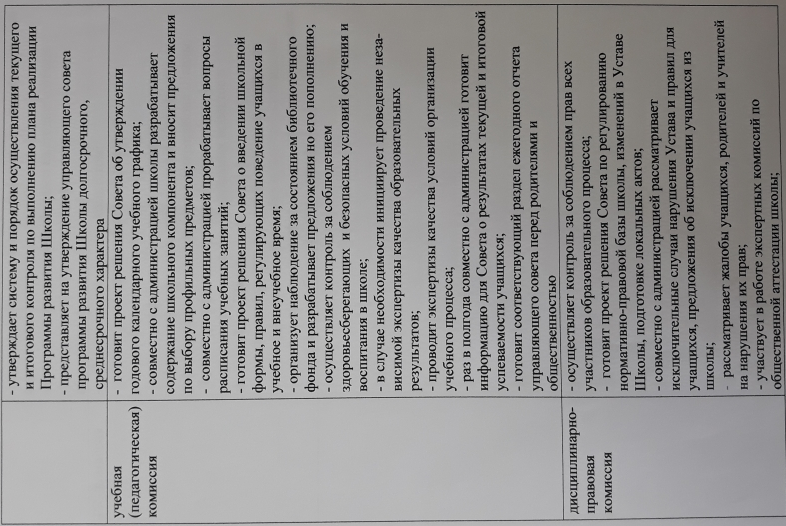 - утверждает систему и порядок осуществления текущего
и итогового контроля по выполнению плана реализации
Программы развития Школы;
- представляет на утверждение управляющего совета
программы развития Школы долгосрочного,
среднесрочного характера
учебная
(педагогическая)
комиссия
- готовит проект решения Совета об утверждении
годового календарного учебного графика;
- совместно с администрацией школы разрабатывает
содержание школьного компонента и вносит предложения
по выбору профильных предметов;
- совместно с администрацией прорабатывает вопросы
расписания учебных занятий;
- готовит проект решения Совета о введении школьной
формы, правил, регулирующих поведение учащихся в
учебное и внеучебное время;
- организует наблюдение за состоянием библиотечного
фонда и разрабатывает предложения но его пополнению;
- осуществляет контроль за соблюдением
здоровьесберегающих и безопасных условий обучения и
воспитания в школе;
- в случае необходимости инициирует проведение неза-
висимой экспертизы качества образовательных
результатов;
- проводит экспертизы качества условий организации
учебного процесса;
- раз в полгода совместно с администрацией готовит
информацию для Совета о результатах текущей и итоговой
успеваемости учащихся;
- готовит соответствующий раздел ежегодного отчета
управляющего совета перед родителями и
общественностью
дисциплинарно-
правовая
комиссия
- осуществляет контроль за соблюдением прав всех
участников образовательного процесса;
- готовит проект решения Совета по регулированию
нормативно-правовой базы школы, изменений в Уставе
Школы, подготовке локальных актов;
- совместно с администрацией рассматривает
исключительные случаи нарушения Устава и правил для
учащихся, предложения об исключении учащихся из
школы;
- рассматривает жалобы учащихся, родителей и учителей
на нарушения их прав;
- участвует в работе экспертных комиссий по
общественной аттестации школы;